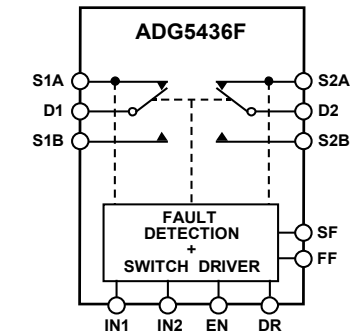 ADG5436F
S1A
S2A
D1
D2
S1B
S2B
FAULT
DETECTION
+
SWITCH DRIVER
SF
FF
IN1 IN2 EN DR